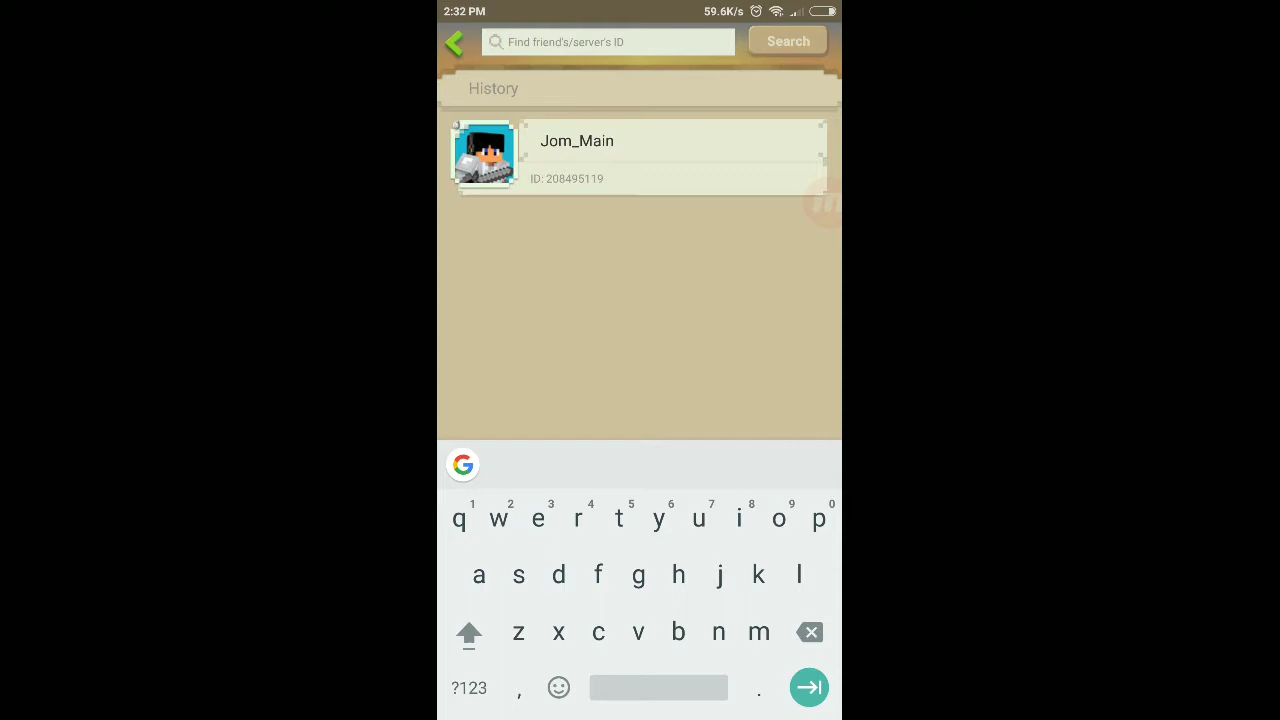 2:32 PM 59.6K/s
Find friend's/server's ID Search
History
Jom_Main
ID: 208495119
G
1 2 3 4 5 6 7 8 9 0
q w e r t y u i o p
a s d f g h j k l
z x c v b n m
?123 , .